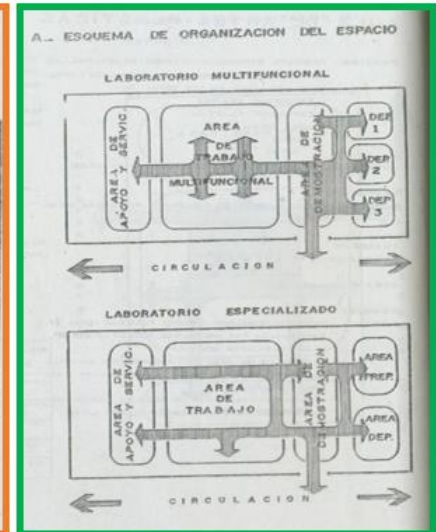 A._ ESQUEMA DE ORGANIZACION DEL ESPACIO
LABORATORIO MULTIFUNCIONAL
AREA DE
APOYO Y SERVIC.
AREA
DE
TRABAJO
MULTIFUNCIONAL
AREA DE
DEMOSTRACION
DEP
1
DEP
2
DEP
3
CIRCULACION
LABORATORIO ESPECIALIZADO
AREA DE
APOYO Y SERVIC.
AREA
DE
TRABAJO
AREA DE
DEMOSTRACION
AREA
PREP.
AREA
DEP.
CIRCULACION